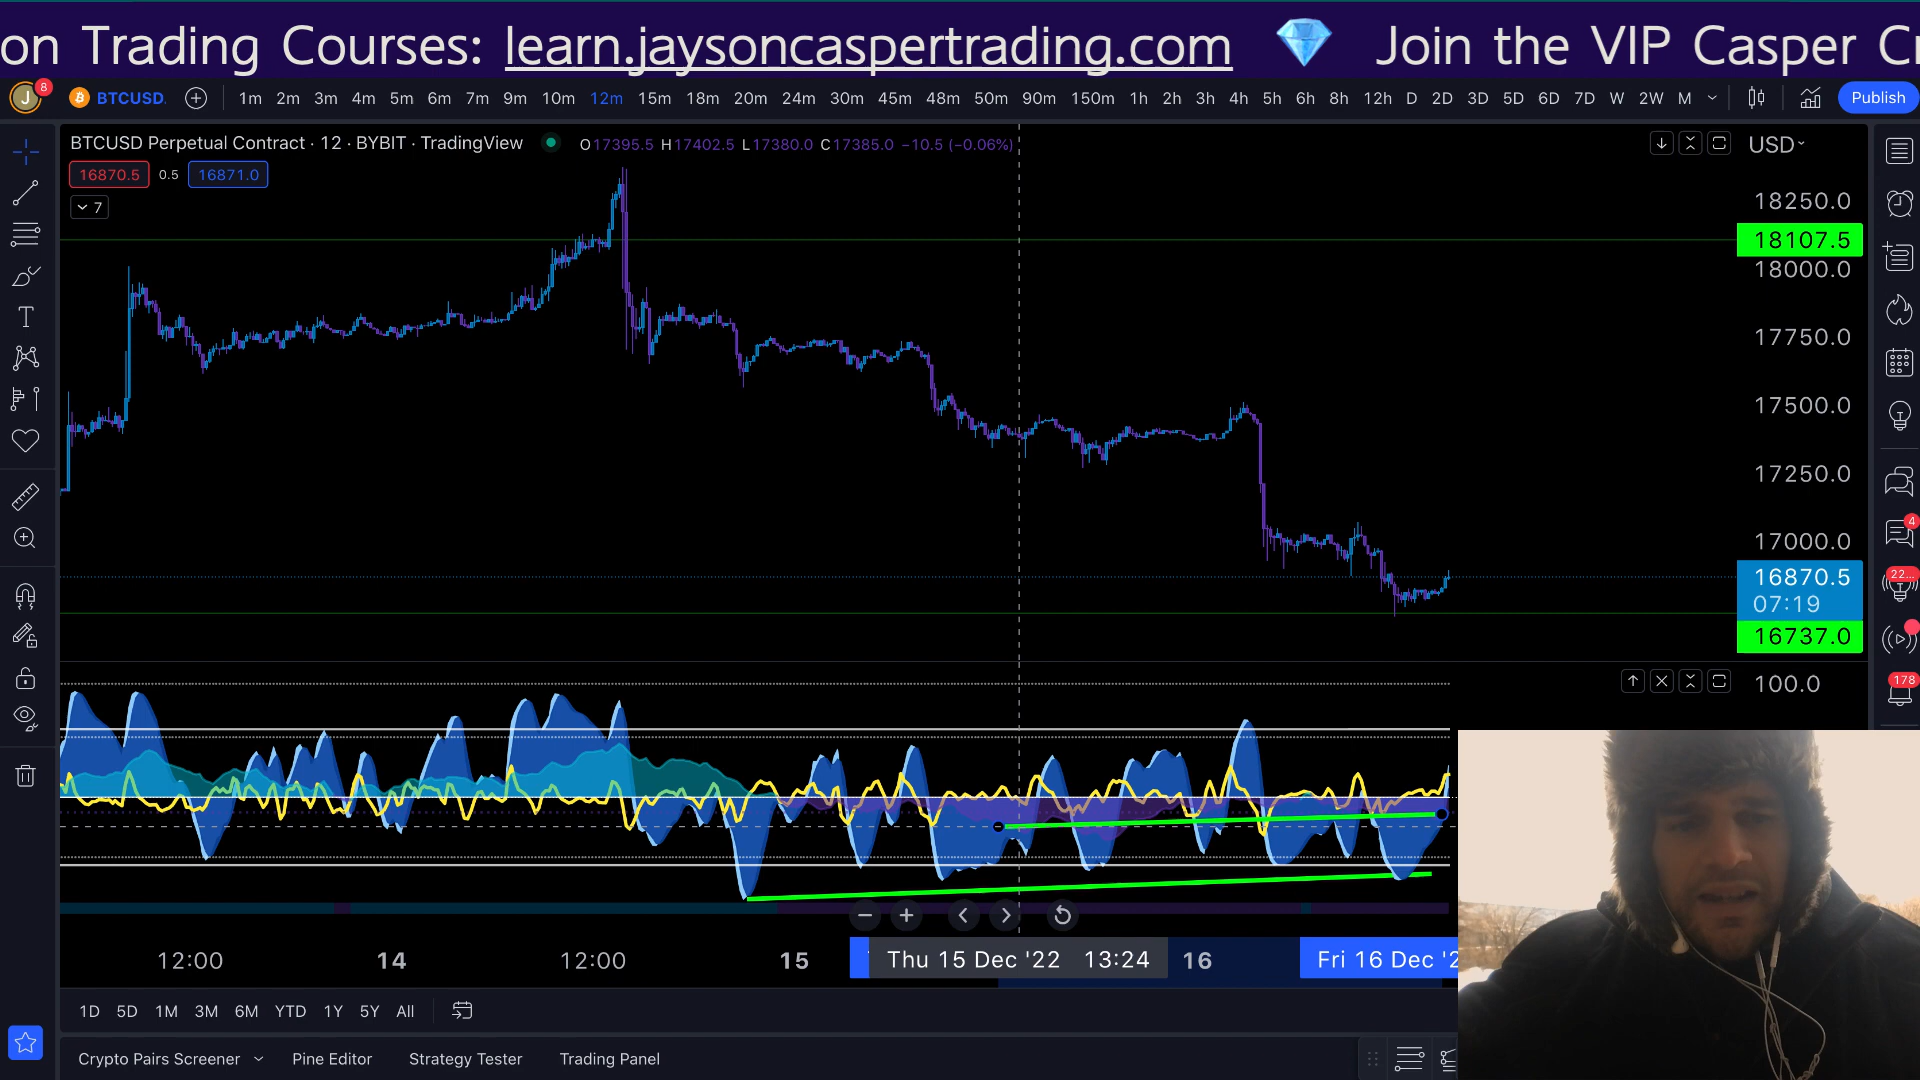 on Trading Courses: learn.jaysoncaspertrading.com 💎 Join the VIP Casper Cr
J 8 BTCUSD. 1m 2m 3m 4m 5m 6m 7m 9m 10m 12m 15m 18m 20m 24m 30m 45m 48m 50m 90m 150m 1h 2h 3h 4h 5h 6h 8h 12h D 2D 3D 5D 6D 7D W 2W M Publish
BTCUSD Perpetual Contract · 12 · BYBIT · TradingView O17395.5 H17402.5 L17380.0 C17385.0 −10.5 (−0.06%) USD
16870.5 0.5 16871.0
7
18250.0
18107.5
18000.0
17750.0
17500.0
17250.0
17000.0
16870.5
07:19
16737.0
100.0
4
22...
178
12:00 14 12:00 15 Thu 15 Dec '22 13:24 16 Fri 16 Dec '2
1D 5D 1M 3M 6M YTD 1Y 5Y All
Crypto Pairs Screener Pine Editor Strategy Tester Trading Panel